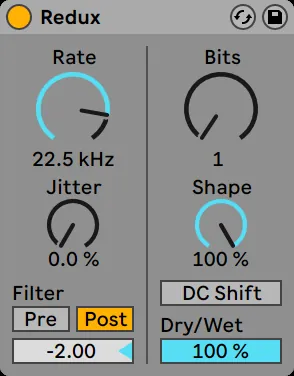 Redux
Rate
22.5 kHz
Jitter
0.0 %
Filter
Pre Post
-2.00
Bits
1
Shape
100 %
DC Shift
Dry/Wet
100 %